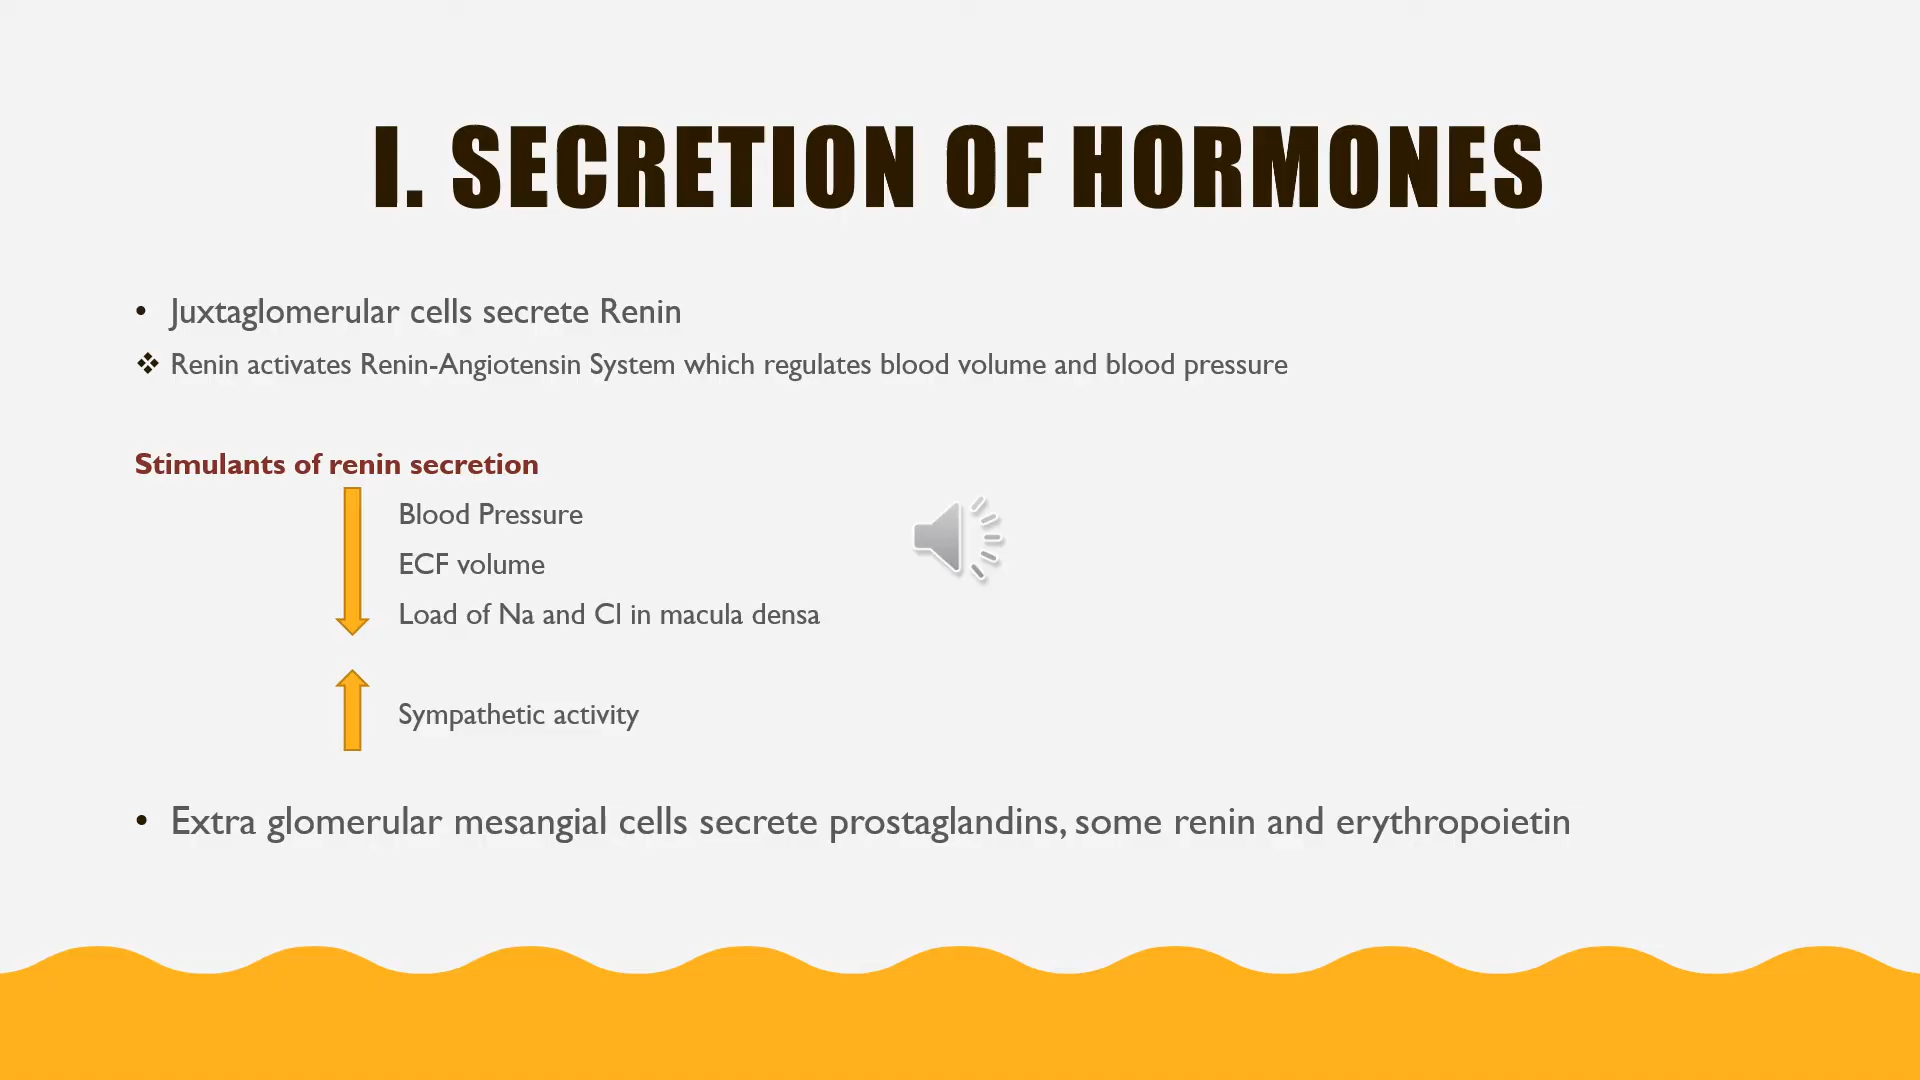 I. SECRETION OF HORMONES
• Juxtaglomerular cells secrete Renin
❖ Renin activates Renin-Angiotensin System which regulates blood volume and blood pressure
Stimulants of renin secretion
Blood Pressure
ECF volume
Load of Na and Cl in macula densa
Sympathetic activity
• Extra glomerular mesangial cells secrete prostaglandins, some renin and erythropoietin